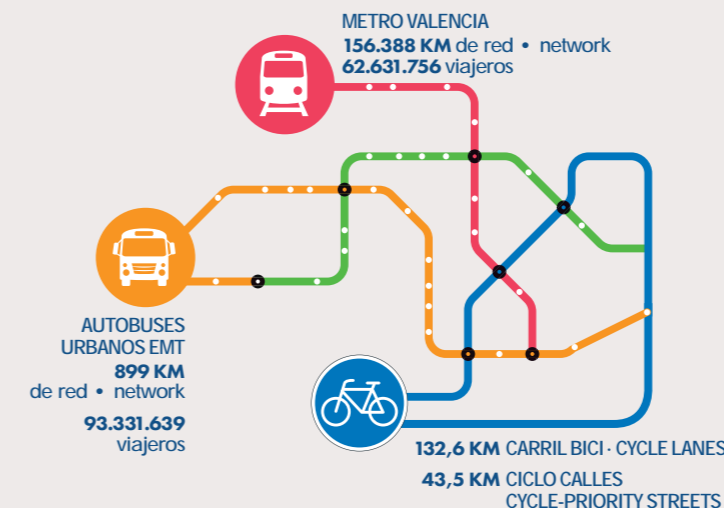 METRO VALENCIA
156.388 KM de red • network
62.631.756 viajeros
AUTOBUSES
URBANOS EMT
899 KM
de red • network
93.331.639
viajeros
132,6 KM CARRIL BICI · CYCLE LANES
43,5 KM CICLO CALLES
CYCLE-PRIORITY STREETS